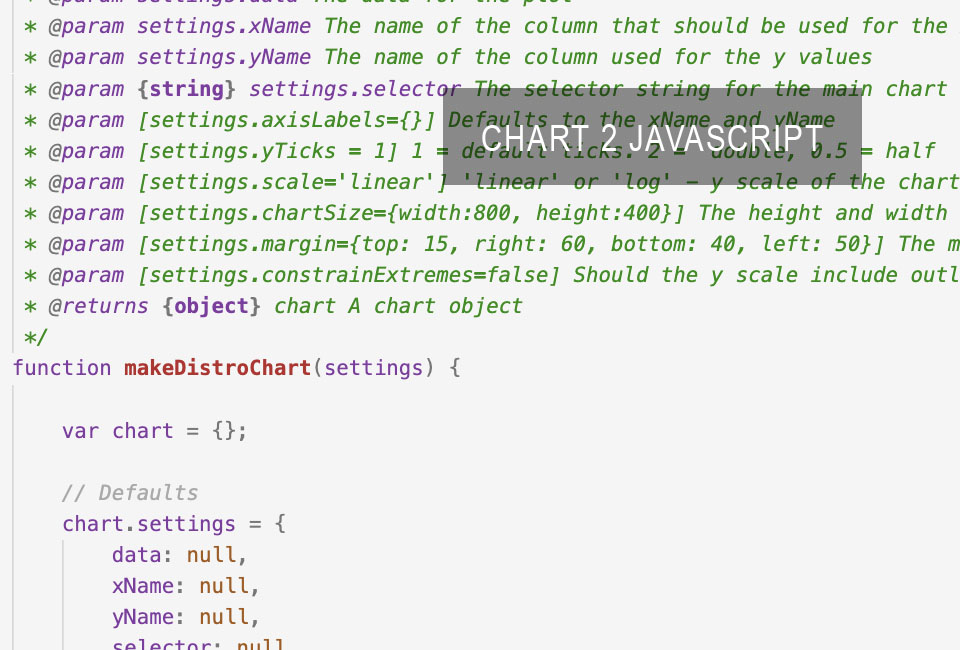 * @param settings.data The data for the plot
* @param settings.xName The name of the column that should be used for the
* @param settings.yName The name of the column used for the y values
* @param {string} settings.selector The selector string for the main chart
* @param [settings.axisLabels={}] Defaults to the xName and yName
CHART 2 JAVASCRIPT
* @param [settings.yTicks = 1] 1 = default ticks. 2 = double, 0.5 = half
* @param [settings.scale='linear'] 'linear' or 'log' - y scale of the chart
* @param [settings.chartSize={width:800, height:400}] The height and width
* @param [settings.margin={top: 15, right: 60, bottom: 40, left: 50}] The m
* @param [settings.constrainExtremes=false] Should the y scale include outl
* @returns {object} chart A chart object
*/
function makeDistroChart(settings) {
var chart = {};
// Defaults
chart.settings = {
data: null,
xName: null,
yName: null,
selector: null